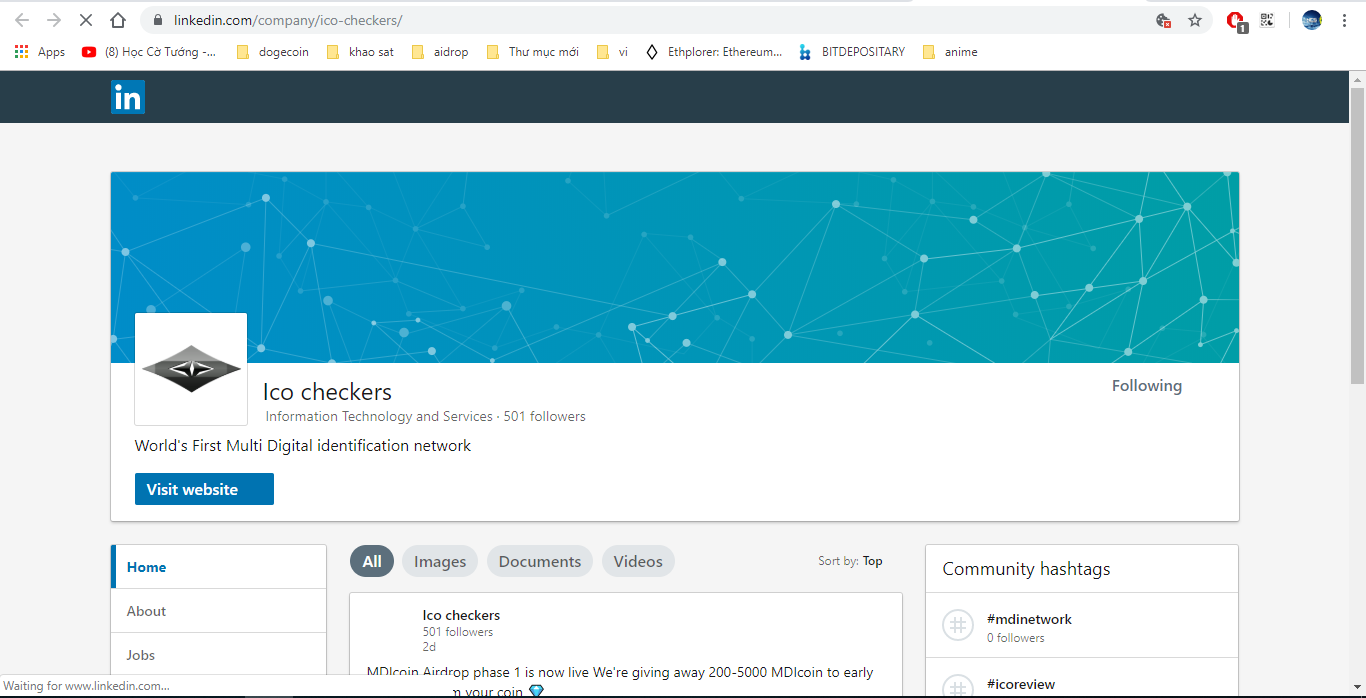 linkedin.com/company/ico-checkers/
1
Apps (8) Học Cờ Tướng -... dogecoin khao sat aidrop Thư mục mới vi Ethplorer: Ethereum... BITDEPOSITARY anime
in
Ico checkers
Following
Information Technology and Services · 501 followers
World's First Multi Digital identification network
Visit website
Home
About
Jobs
All Images Documents Videos
Sort by: Top
Ico checkers
501 followers
2d
MDIcoin Airdrop phase 1 is now live We're giving away 200-5000 MDIcoin to early
your coin
Community hashtags
#mdinetwork
0 followers
#icoreview
Waiting for www.linkedin.com...